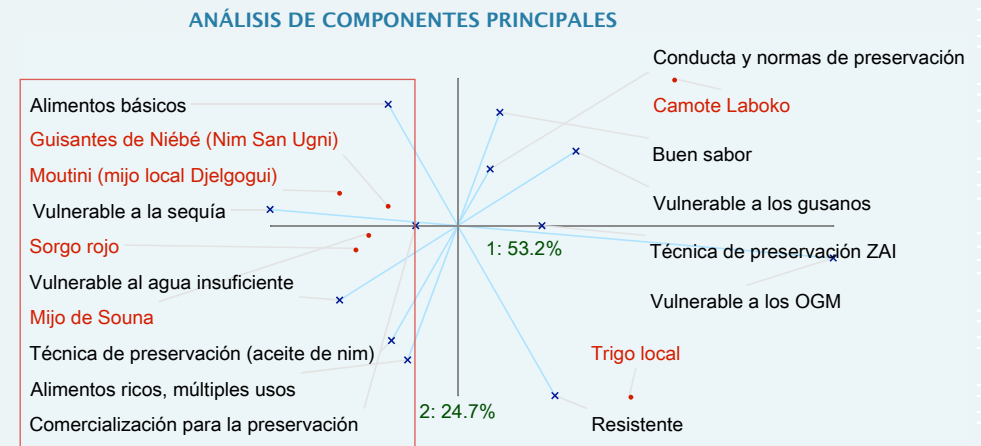 ANÁLISIS DE COMPONENTES PRINCIPALES
Alimentos básicos
Guisantes de Niébé (Nim San Ugni)
Moutini (mijo local Djelgogui)
Vulnerable a la sequía
Sorgo rojo
Vulnerable al agua insuficiente
Mijo de Souna
Técnica de preservación (aceite de nim)
Alimentos ricos, múltiples usos
Comercialización para la preservación
1: 53.2%
2: 24.7%
Conducta y normas de preservación
Camote Laboko
Buen sabor
Vulnerable a los gusanos
Técnica de preservación ZAI
Vulnerable a los OGM
Trigo local
Resistente